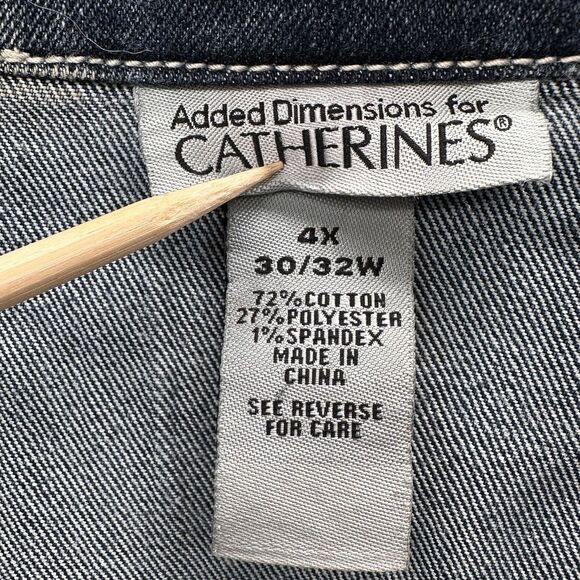 Added Dimensions for
CATHERINES®
4X
30/32W
72%COTTON
27%POLYESTER
1%SPANDEX
MADE IN
CHINA
SEE REVERSE
FOR CARE